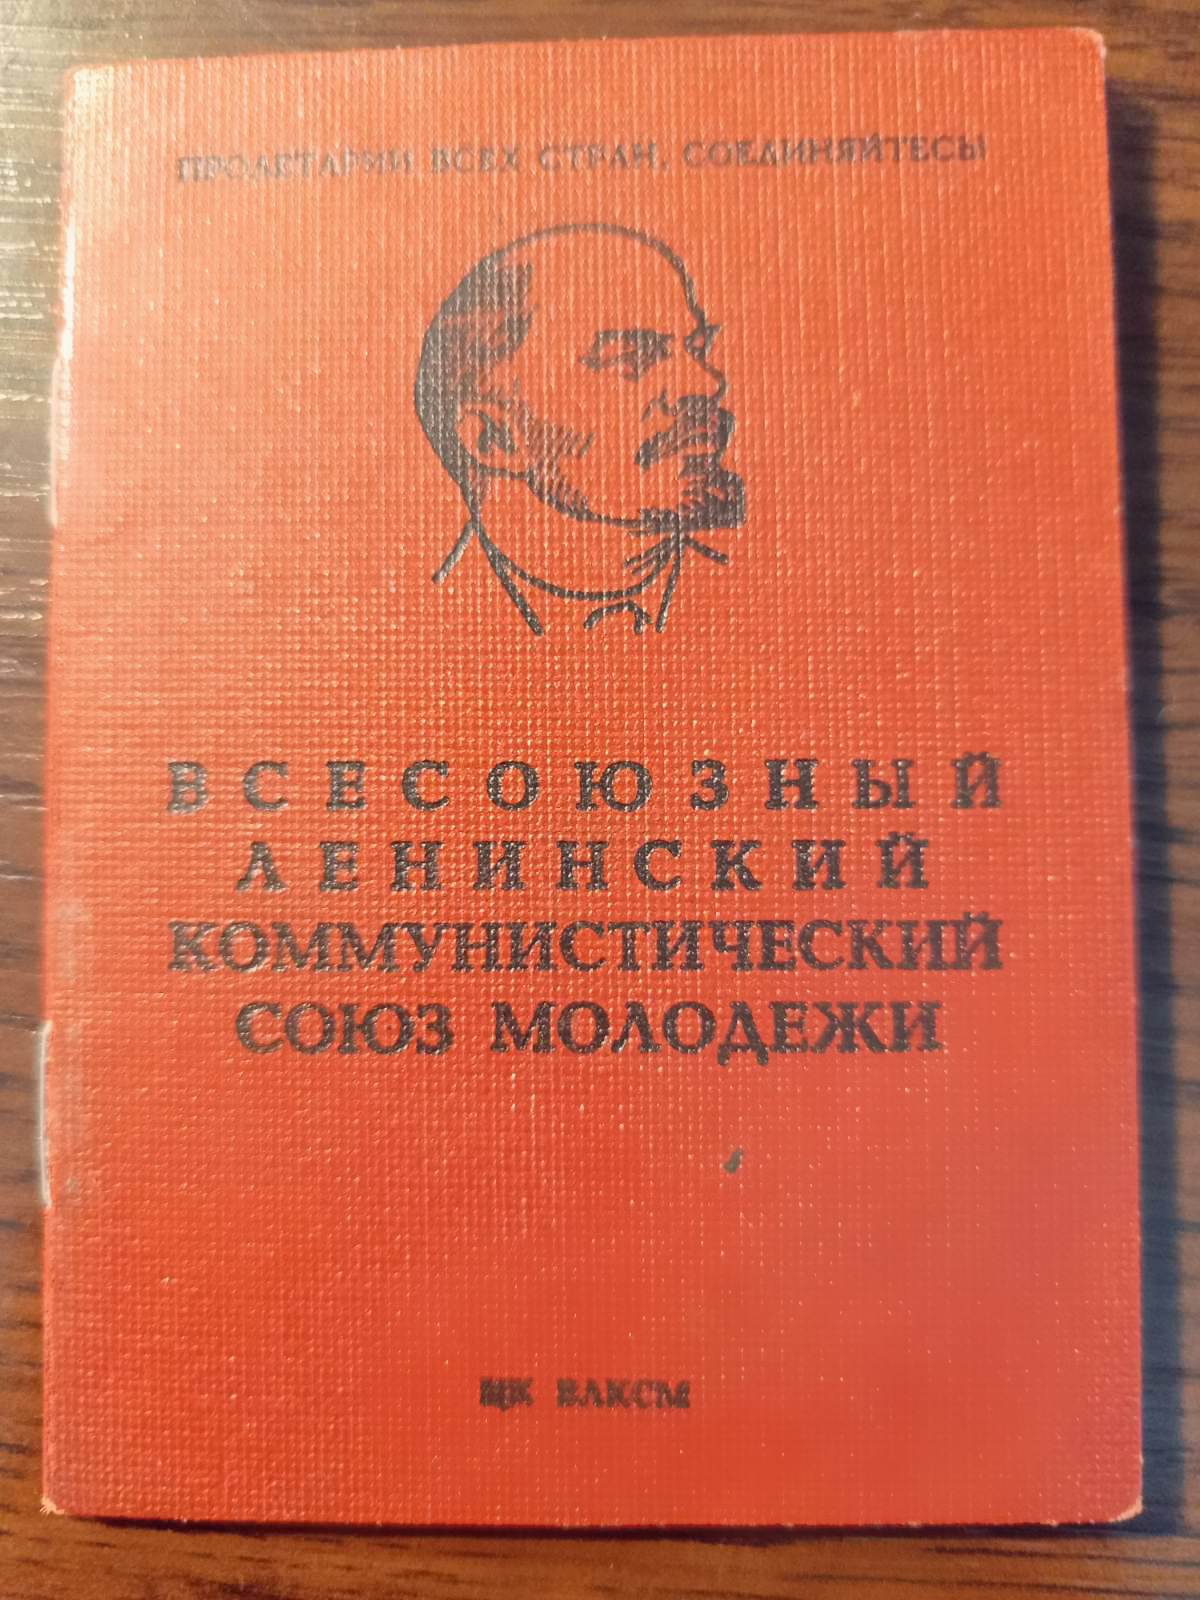 ПРОЛЕТАРИИ ВСЕХ СТРАН, СОЕДИНЯЙТЕСЬ!
ВСЕСОЮЗНЫЙ
ЛЕНИНСКИЙ
КОММУНИСТИЧЕСКИЙ
СОЮЗ МОЛОДЕЖИ
ЦК ВЛКСМ